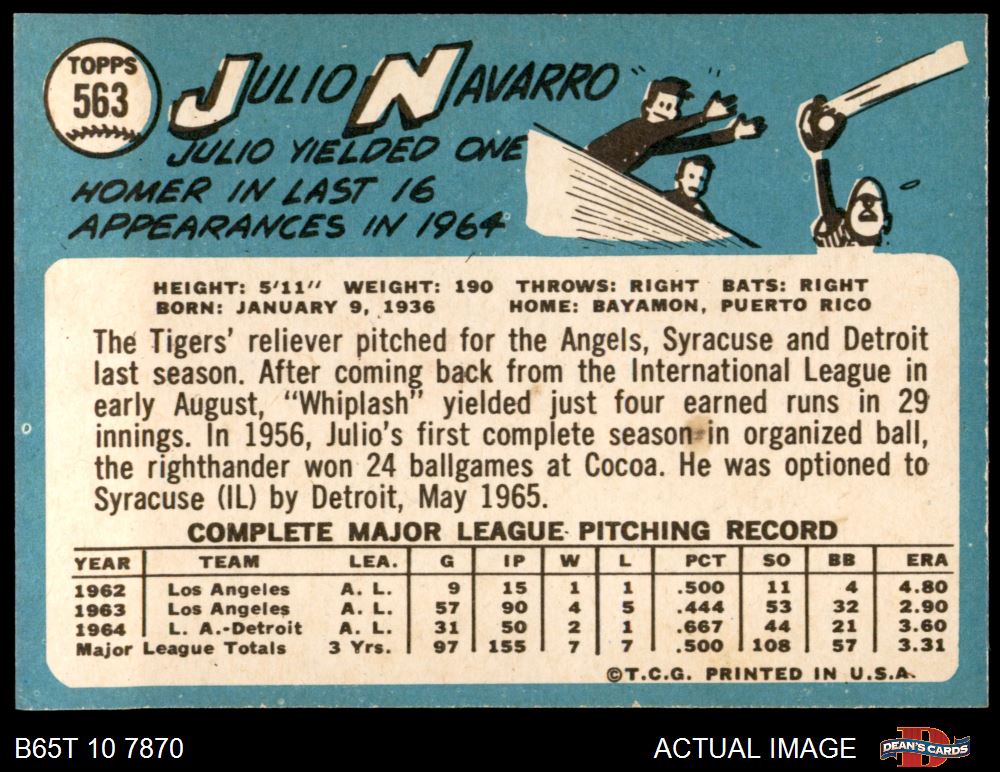 TOPPS
563
JULIO NAVARRO
JULIO YIELDED ONE
HOMER IN LAST 16
APPEARANCES IN 1964
HEIGHT: 5'11" WEIGHT: 190 THROWS: RIGHT BATS: RIGHT
BORN: JANUARY 9, 1936 HOME: BAYAMON, PUERTO RICO
The Tigers' reliever pitched for the Angels, Syracuse and Detroit
last season. After coming back from the International League in
early August, "Whiplash" yielded just four earned runs in 29
innings. In 1956, Julio's first complete season in organized ball,
the righthander won 24 ballgames at Cocoa. He was optioned to
Syracuse (IL) by Detroit, May 1965.
COMPLETE MAJOR LEAGUE PITCHING RECORD
YEAR TEAM LEA. G IP W L PCT SO BB ERA
1962 Los Angeles A. L. 9 15 1 1 .500 11 4 4.80
1963 Los Angeles A. L. 57 90 4 5 .444 53 32 2.90
1964 L. A.-Detroit A. L. 31 50 2 1 .667 44 21 3.60
Major League Totals 3 Yrs. 97 155 7 7 .500 108 57 3.31
©T.C.G. PRINTED IN U.S.A.
B65T 10 7870
ACTUAL IMAGE
DEAN'S CARDS